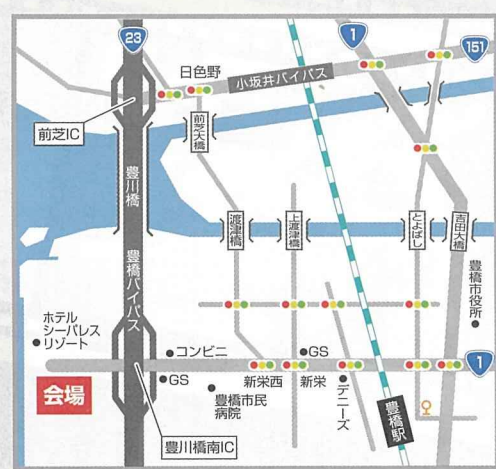 23
1
151
日色野
小坂井バイパス
前芝IC
前芝大橋
豊川橋
渡津橋
上渡津橋
とよばし
吉田大橋
豊橋バイパス
豊橋市役所
ホテル
シーパレス
リゾート
コンビニ
GS
1
会場
GS
新栄西
新栄
豊橋市民
病院
デニーズ
豊橋駅
豊川橋南IC